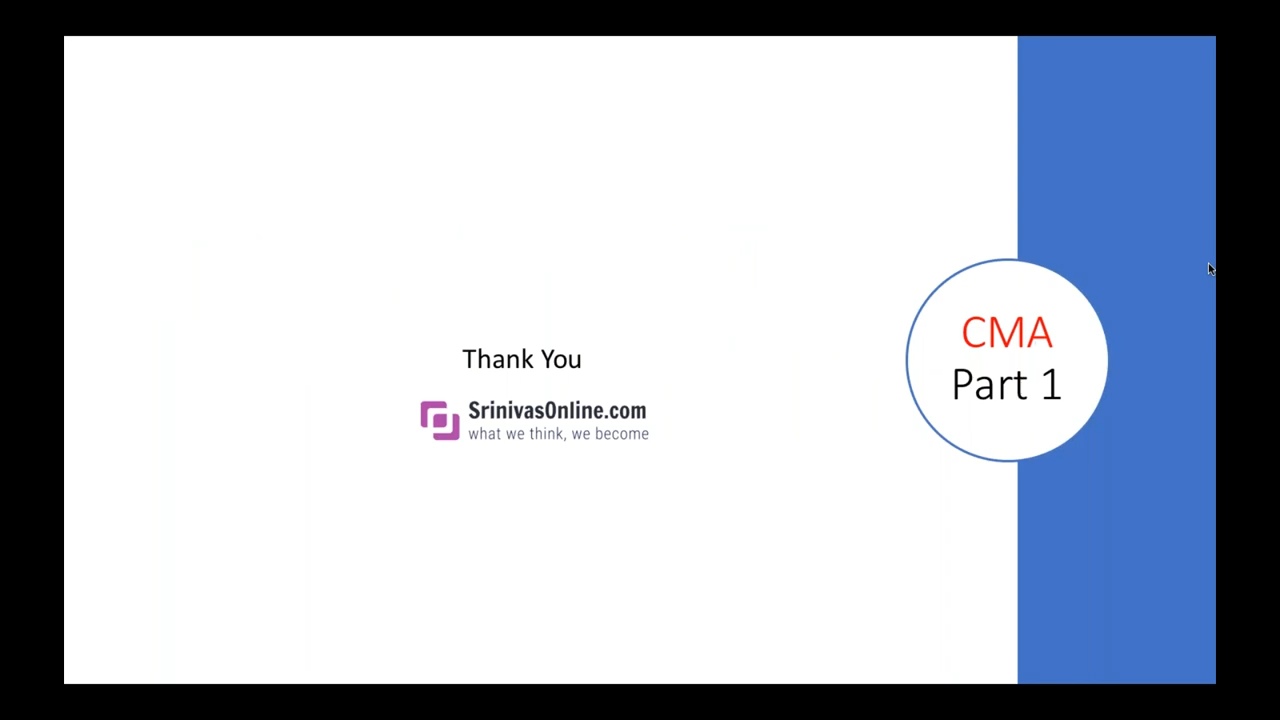 Thank You
SrinivasOnline.com
what we think, we become
CMA
Part 1